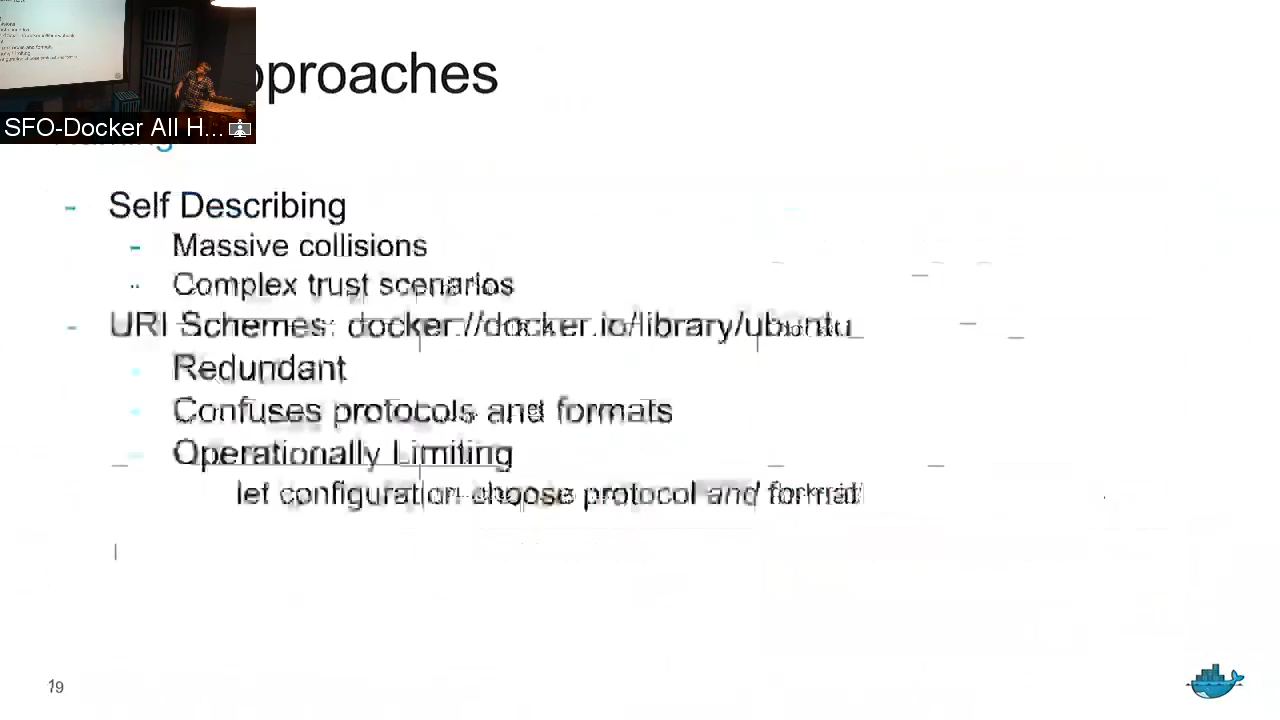 pproaches
SFO-Docker All H...
- Self Describing
- Massive collisions
Complex trust scenarios
- URI Schemes: docker://docker.io/library/ubuntu
Redundant
- Confuses protocols and formats
- Operationally Limiting
let configuration choose protocol and format
19